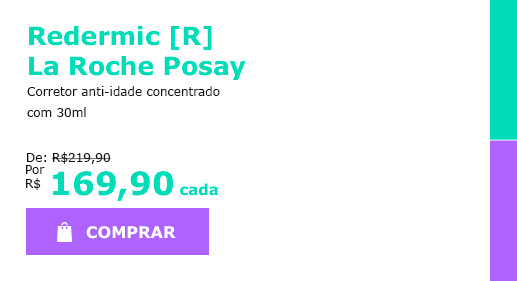 Redermic [R]
La Roche Posay
Corretor anti-idade concentrado
com 30ml
De: R$219,90
Por
R$ 169,90 cada
COMPRAR